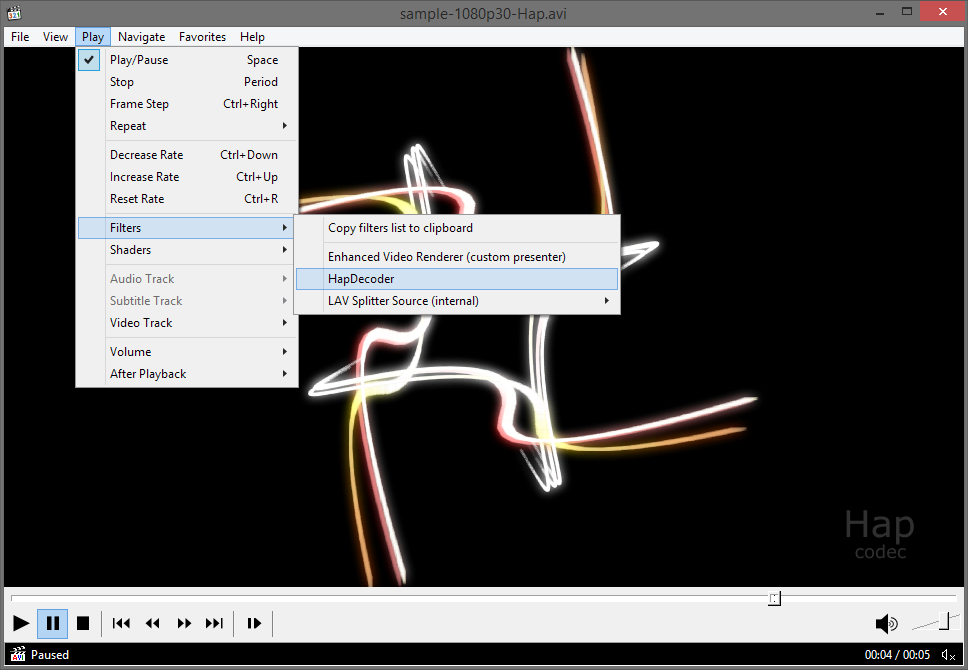 sample-1080p30-Hap.avi
File View Play Navigate Favorites Help
Play/Pause Space
Stop Period
Frame Step Ctrl+Right
Repeat
Decrease Rate Ctrl+Down
Increase Rate Ctrl+Up
Reset Rate Ctrl+R
Filters
Shaders
Audio Track
Subtitle Track
Video Track
Volume
After Playback
Copy filters list to clipboard
Enhanced Video Renderer (custom presenter)
HapDecoder
LAV Splitter Source (internal)
Hap
codec
Paused 00:04 / 00:05